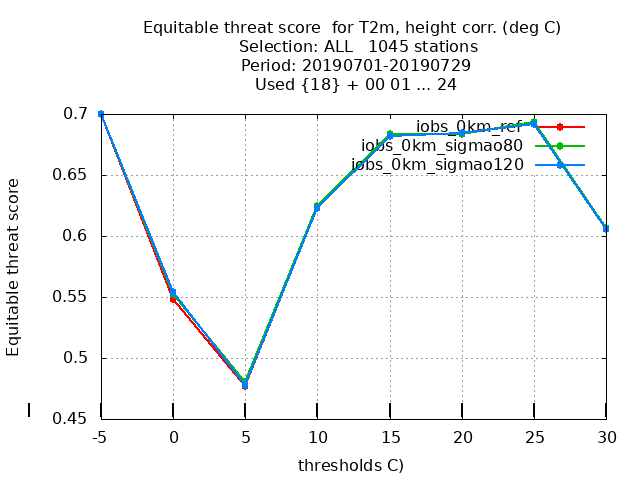 Equitable threat score  for T2m, height corr. (deg C)
Selection: ALL   1045 stations
Period: 20190701-20190729
Used {18} + 00 01 ... 24
iobs_0km_ref
iobs_0km_sigmao80
iobs_0km_sigmao120
Equitable threat score
0.7
0.65
0.6
0.55
0.5
0.45
-5 0 5 10 15 20 25 30
thresholds C)